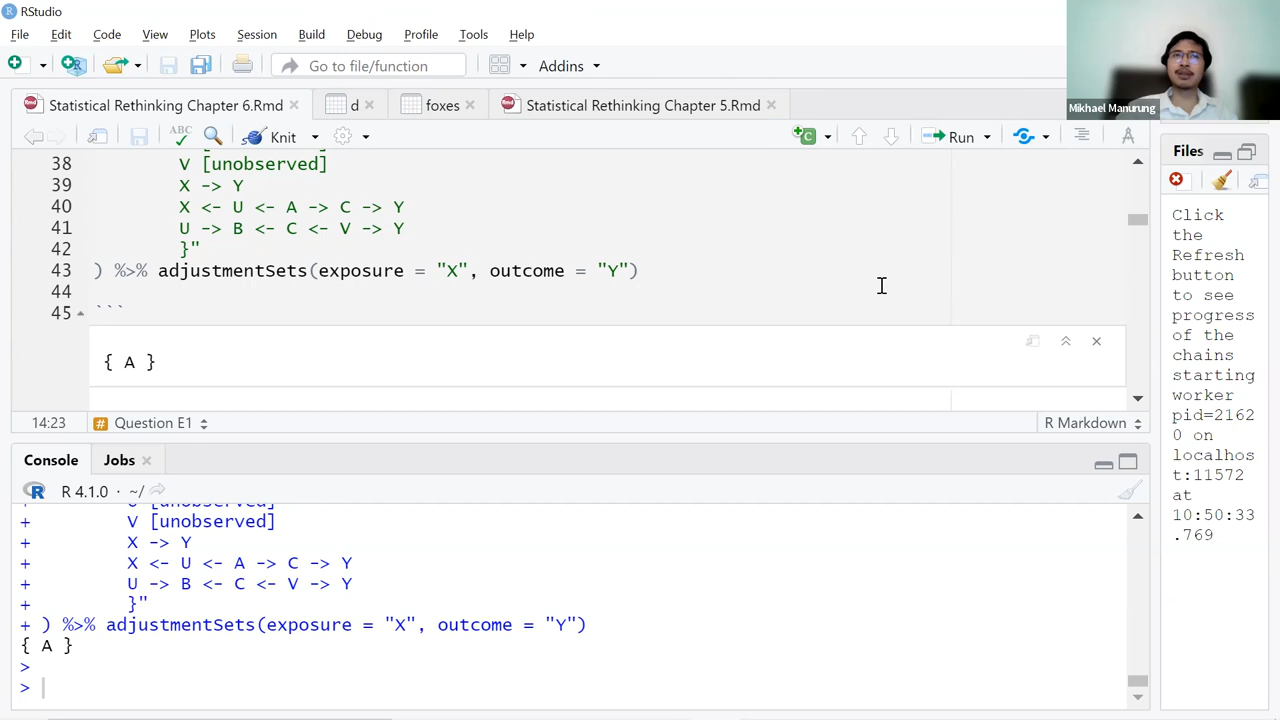 RStudio
File Edit Code View Plots Session Build Debug Profile Tools Help
Go to file/function Addins
Mikhael Manurung
Statistical Rethinking Chapter 6.Rmd d foxes Statistical Rethinking Chapter 5.Rmd
ABC Knit Run
38 V [unobserved]
39 X -> Y
40 X <- U <- A -> C -> Y
41 U -> B <- C <- V -> Y
42 }"
43 ) %>% adjustmentSets(exposure = "X", outcome = "Y")
44
45 ```
{ A }
14:23 # Question E1 R Markdown
Console Jobs
R 4.1.0 · ~/
+ V [unobserved]
+ X -> Y
+ X <- U <- A -> C -> Y
+ U -> B <- C <- V -> Y
+ }"
+ ) %>% adjustmentSets(exposure = "X", outcome = "Y")
{ A }
>
>
Files
Click
the
Refresh
button
to see
progress
of the
chains
starting
worker
pid=2162
0 on
localhos
t:11572
at
10:50:33
.769